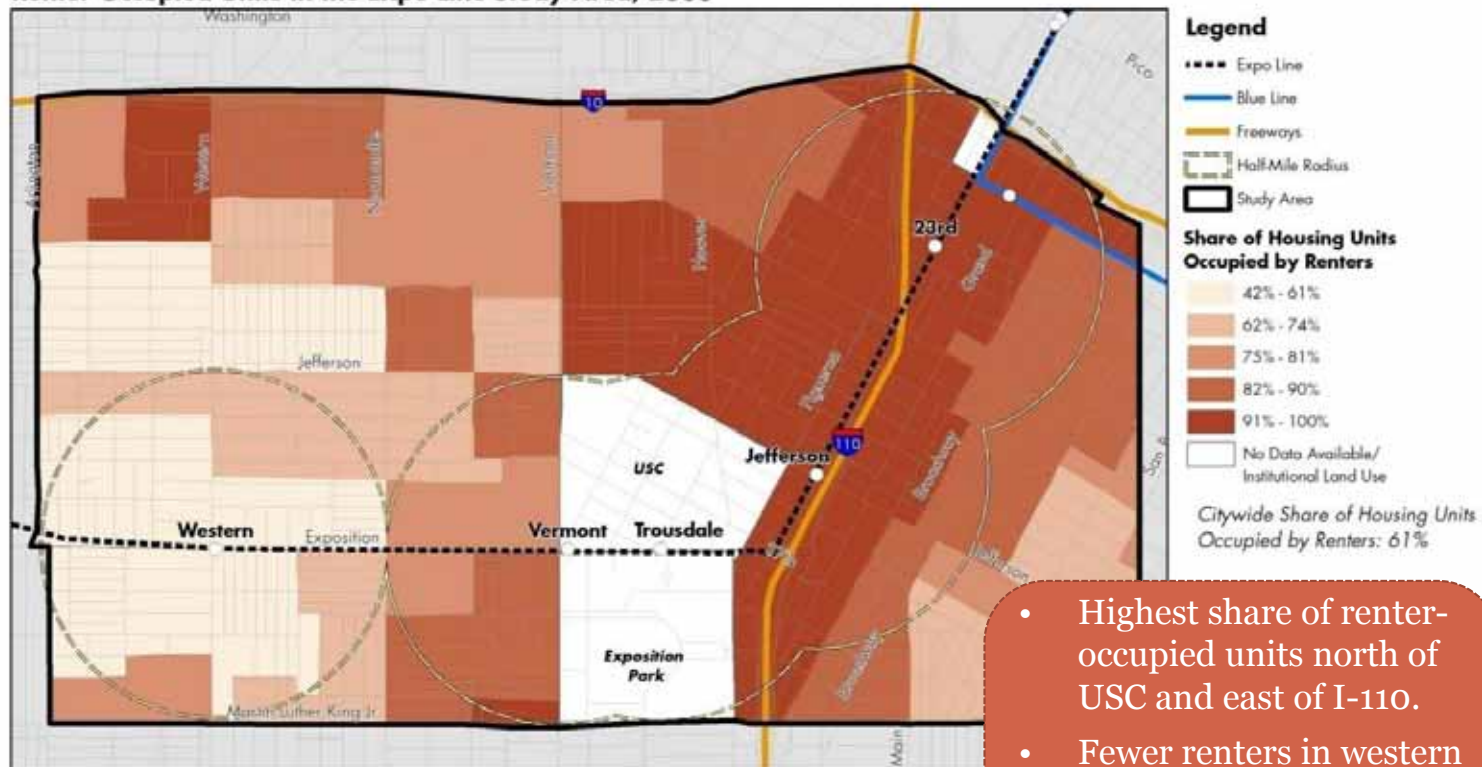 Washington
Pico
10
Arlington
Western
Normandie
Vermont
Hoover
23rd
Grand
Jefferson
Figueroa
110
Jefferson
Broadway
USC
Western
Exposition
Vermont
Trousdale
Jefferson
Exposition
Park
Broadway
Martin Luther King Jr.
Main
San
Legend
Expo Line
Blue Line
Freeways
Half-Mile Radius
Study Area
Share of Housing Units
Occupied by Renters
42% - 61%
62% - 74%
75% - 81%
82% - 90%
91% - 100%
No Data Available/
Institutional Land Use
Citywide Share of Housing Units
Occupied by Renters: 61%
• Highest share of renter-
occupied units north of
USC and east of I-110.
• Fewer renters in western